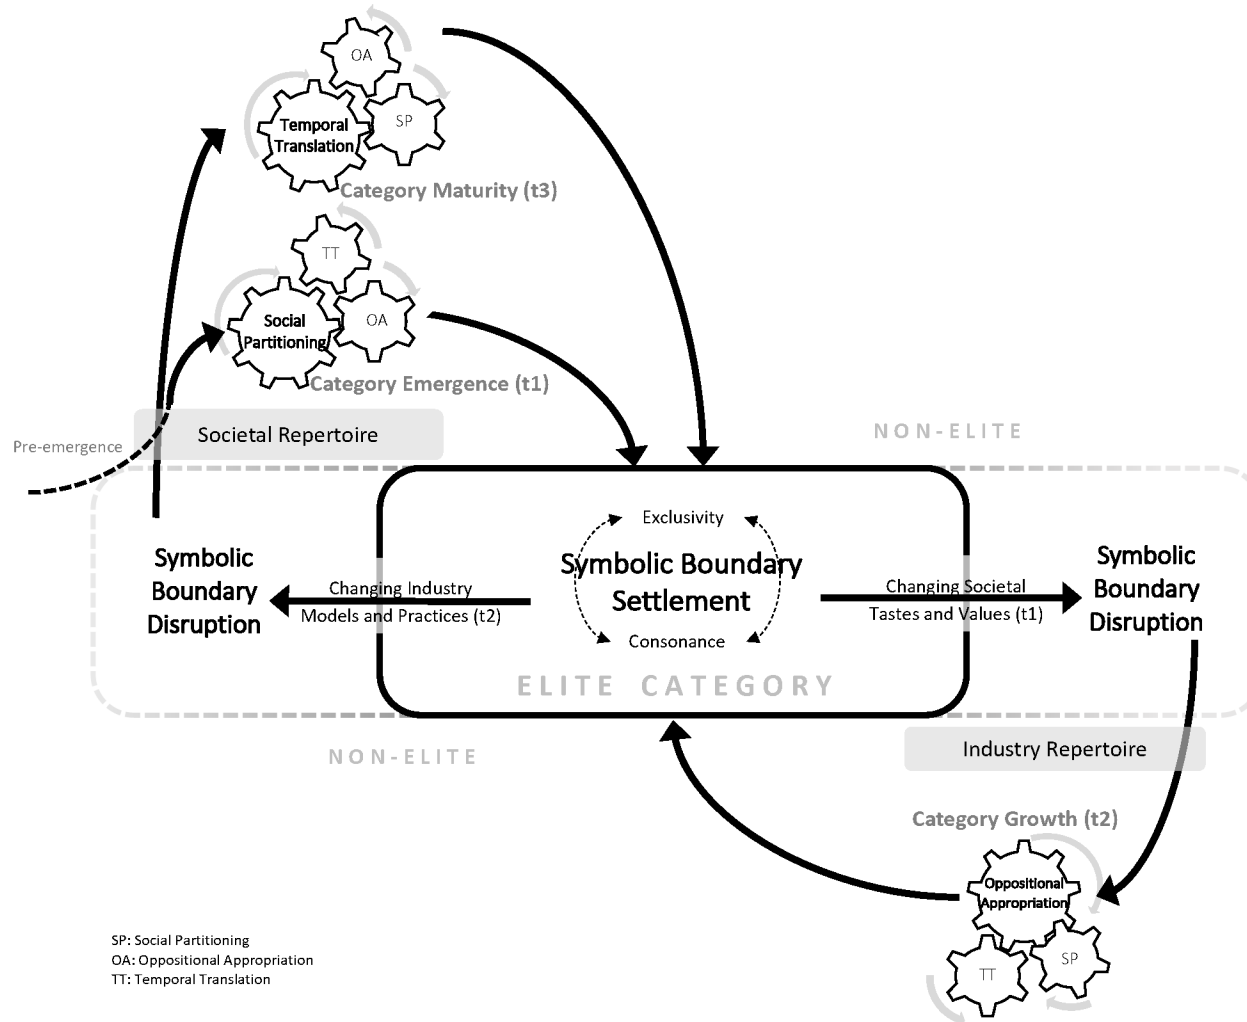 OA
Temporal
Translation
SP
Category Maturity (t3)
TT
Social
Partitioning
OA
Category Emergence (t1)
Societal Repertoire
Pre-emergence
NON-ELITE
Exclusivity
Symbolic Boundary
Settlement
Consonance
ELITE CATEGORY
Symbolic
Boundary
Disruption
Changing Industry
Models and Practices (t2)
Changing Societal
Tastes and Values (t1)
Symbolic
Boundary
Disruption
NON-ELITE
Industry Repertoire
Category Growth (t2)
Oppositional
Appropriation
SP
TT
SP: Social Partitioning
OA: Oppositional Appropriation
TT: Temporal Translation